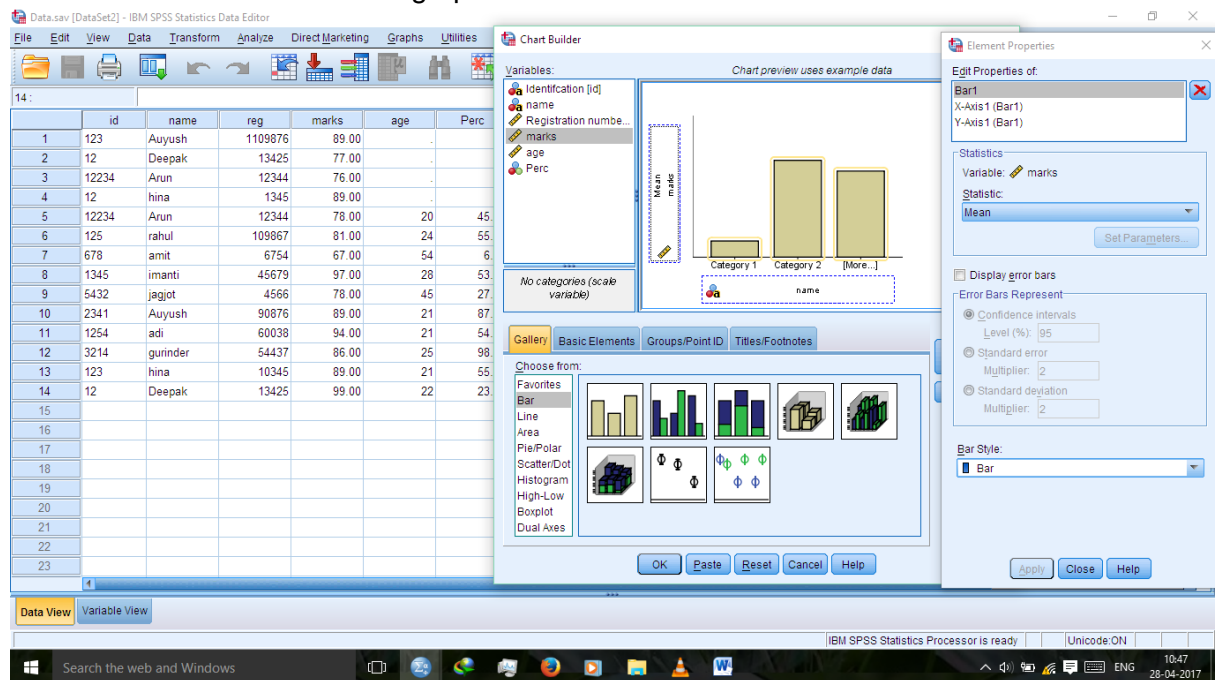 Data.sav [DataSet2] - IBM SPSS Statistics Data Editor
File Edit View Data Transform Analyze Direct Marketing Graphs Utilities
14 :
id name reg marks age Perc
1 123 Auyush 1109876 89.00 .
2 12 Deepak 13425 77.00 .
3 12234 Arun 12344 76.00 .
4 12 hina 1345 89.00 .
5 12234 Arun 12344 78.00 20 45.
6 125 rahul 109867 81.00 24 55.
7 678 amit 6754 67.00 54 6.
8 1345 imanti 45679 97.00 28 53.
9 5432 jagjot 4566 78.00 45 27.
10 2341 Auyush 90876 89.00 21 87.
11 1254 adi 60038 94.00 21 54.
12 3214 gurinder 54437 86.00 25 98.
13 123 hina 10345 89.00 21 55.
14 12 Deepak 13425 99.00 22 23.
15
16
17
18
19
20
21
22
23
Data View Variable View
Chart Builder
Variables:
Chart preview uses example data
Identifcation [id]
name
Registration numbe...
marks
age
Perc
No categories (scale
variable)
Mean
marks
Category 1 Category 2 [More...]
name
Gallery Basic Elements Groups/Point ID Titles/Footnotes
Choose from:
Favorites
Bar
Line
Area
Pie/Polar
Scatter/Dot
Histogram
High-Low
Boxplot
Dual Axes
OK Paste Reset Cancel Help
Element Properties
Edit Properties of:
Bar1
X-Axis1 (Bar1)
Y-Axis1 (Bar1)
Statistics
Variable: marks
Statistic:
Mean
Set Parameters...
Display error bars
Error Bars Represent
Confidence intervals
Level (%): 95
Standard error
Multiplier: 2
Standard deviation
Multiplier: 2
Bar Style:
Bar
Apply Close Help
IBM SPSS Statistics Processor is ready Unicode:ON
Search the web and Windows
ENG
10:47
28-04-2017